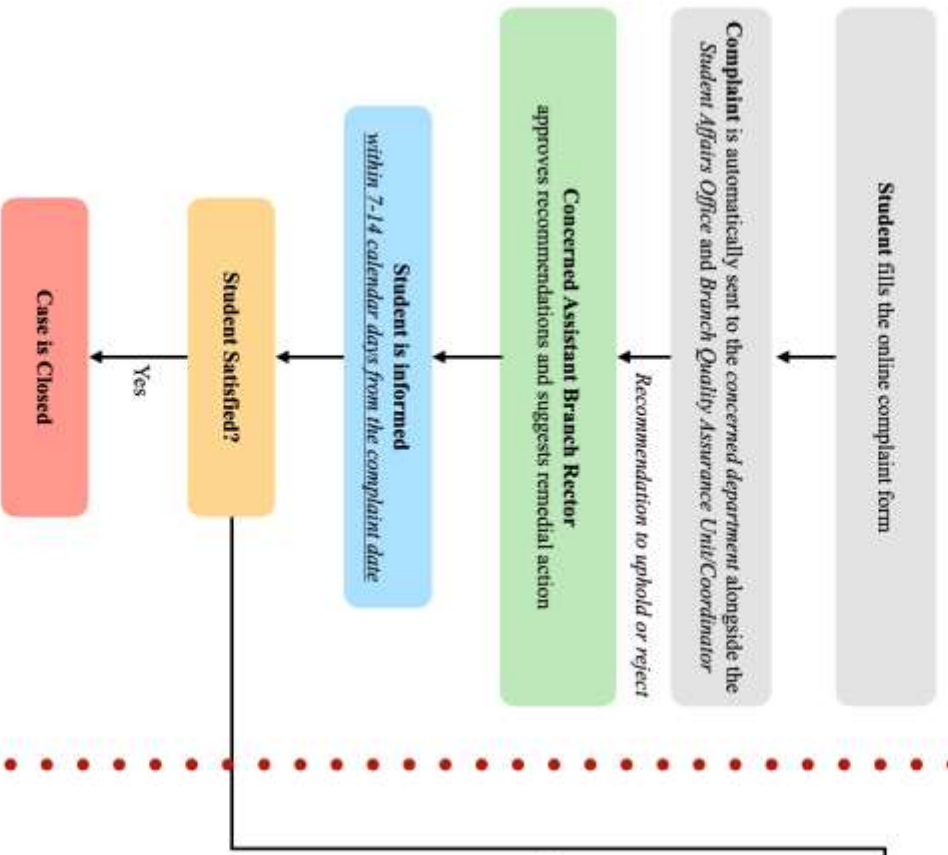 Student fills the online complaint form
Complaint is automatically sent to the concerned department alongside the
Student Affairs Office and Branch Quality Assurance Unit/Coordinator
Recommendation to uphold or reject
Concerned Assistant Branch Rector
approves recommendations and suggests remedial action
Student is informed
within 7-14 calendar days from the complaint date
Student Satisfied?
Yes
Case is Closed